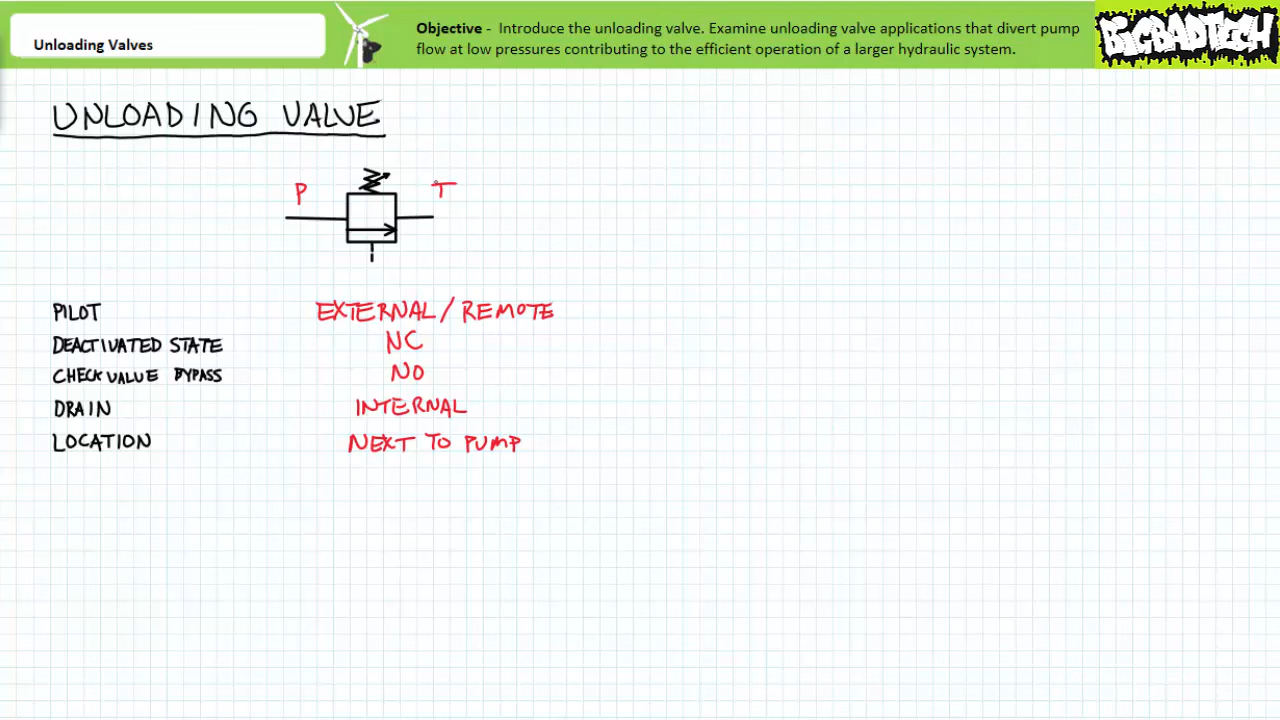 Unloading Valves
Objective - Introduce the unloading valve. Examine unloading valve applications that divert pump
flow at low pressures contributing to the efficient operation of a larger hydraulic system.
BIGBADTECH
UNLOADING VALVE
P T
PILOT EXTERNAL / REMOTE
DEACTIVATED STATE NC
CHECK VALVE BYPASS NO
DRAIN INTERNAL
LOCATION NEXT TO PUMP